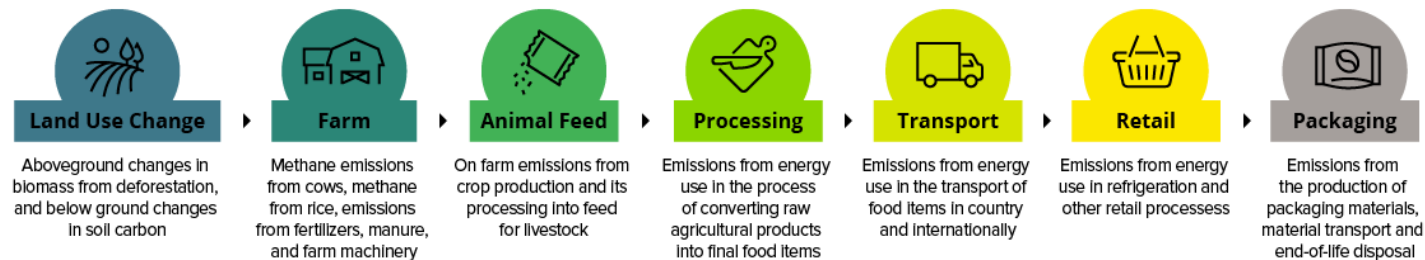 Land Use Change
Aboveground changes in
biomass from deforestation,
and below ground changes
in soil carbon
Farm
Methane emissions
from cows, methane
from rice, emissions
from fertilizers, manure,
and farm machinery
Animal Feed
On farm emissions from
crop production and its
processing into feed
for livestock
Processing
Emissions from energy
use in the process
of converting raw
agricultural products
into final food items
Transport
Emissions from energy
use in the transport of
food items in country
and internationally
Retail
Emissions from energy
use in refrigeration and
other retail processess
Packaging
Emissions from
the production of
packaging materials,
material transport and
end-of-life disposal